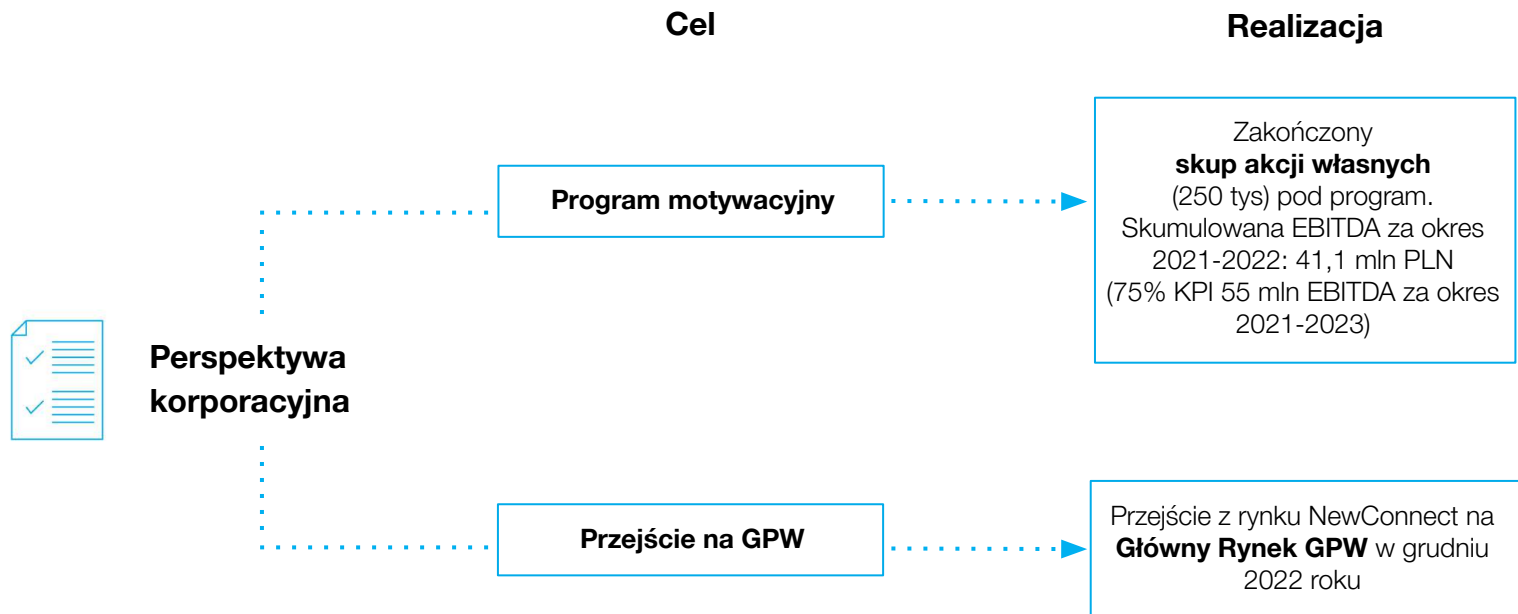 Cel
Realizacja
Program motywacyjny
Zakończony
skup akcji własnych
(250 tys) pod program.
Skumulowana EBITDA za okres
2021-2022: 41,1 mln PLN
(75% KPI 55 mln EBITDA za okres
2021-2023)
Perspektywa
korporacyjna
Przejście na GPW
Przejście z rynku NewConnect na
Główny Rynek GPW w grudniu
2022 roku